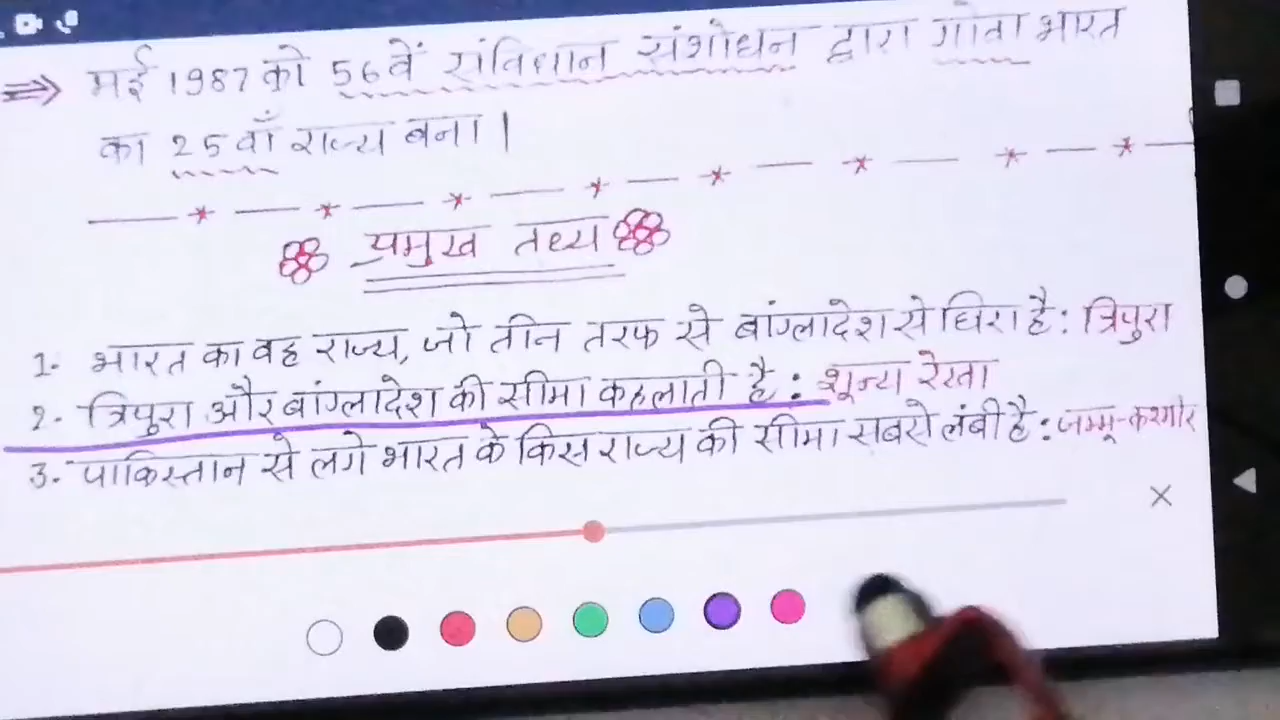 ⇒ मई 1987 को 56वें संविधान संशोधन द्वारा गोवा भारत
का 25वाँ राज्य बना।
प्रमुख तथ्य
1. भारत का वह राज्य, जो तीन तरफ से बांग्लादेश से घिरा है: त्रिपुरा
2. त्रिपुरा और बांग्लादेश की सीमा कहलाती है: शून्य रेखा
3. पाकिस्तान से लगे भारत के किस राज्य की सीमा सबसे लंबी है: जम्मू-कश्मीर